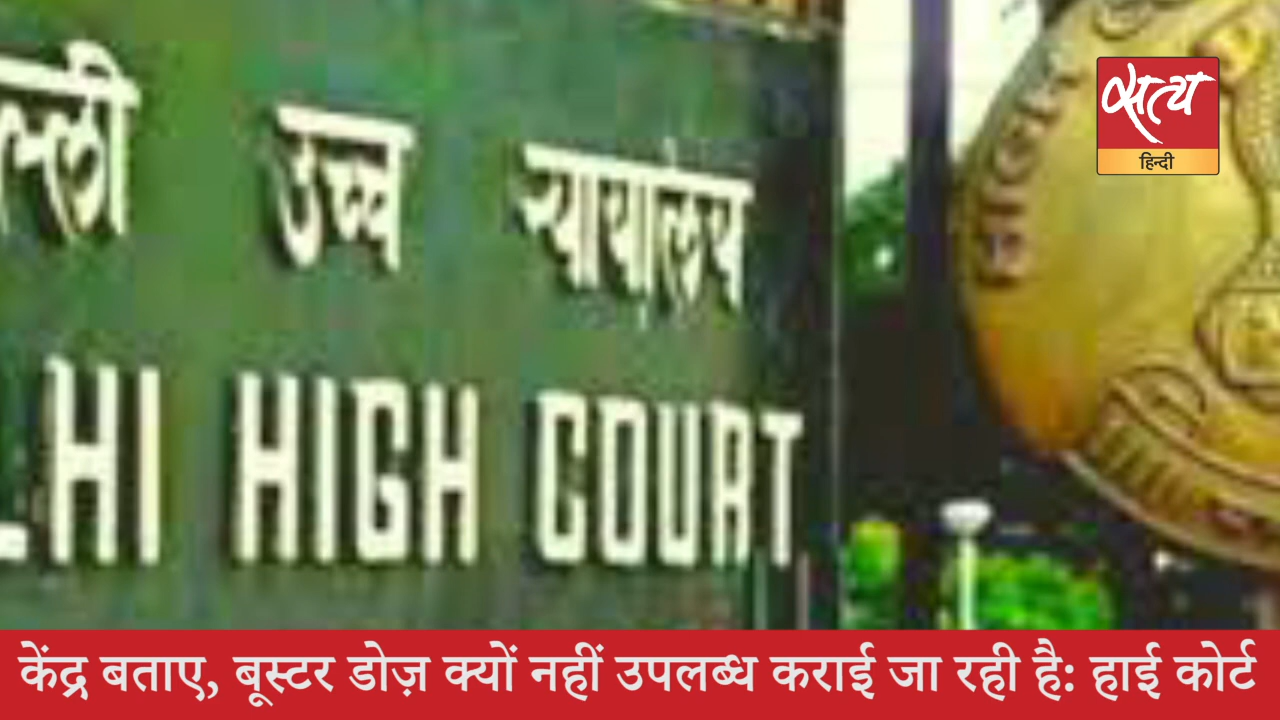 सत्य
हिन्दी
उच्च न्यायालय
HIGH COURT
केंद्र बताए, बूस्टर डोज़ क्यों नहीं उपलब्ध कराई जा रही है: हाई कोर्ट